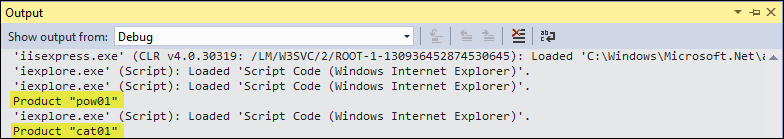 Output
Show output from: Debug
'iisexpress.exe' (CLR v4.0.30319: /LM/W3SVC/2/ROOT-1-130936452874530645): Loaded 'C:\Windows\Microsoft.Net\a
'iexplore.exe' (Script): Loaded 'Script Code (Windows Internet Explorer)'.
'iexplore.exe' (Script): Loaded 'Script Code (Windows Internet Explorer)'.
Product "pow01"
'iexplore.exe' (Script): Loaded 'Script Code (Windows Internet Explorer)'.
Product "cat01"